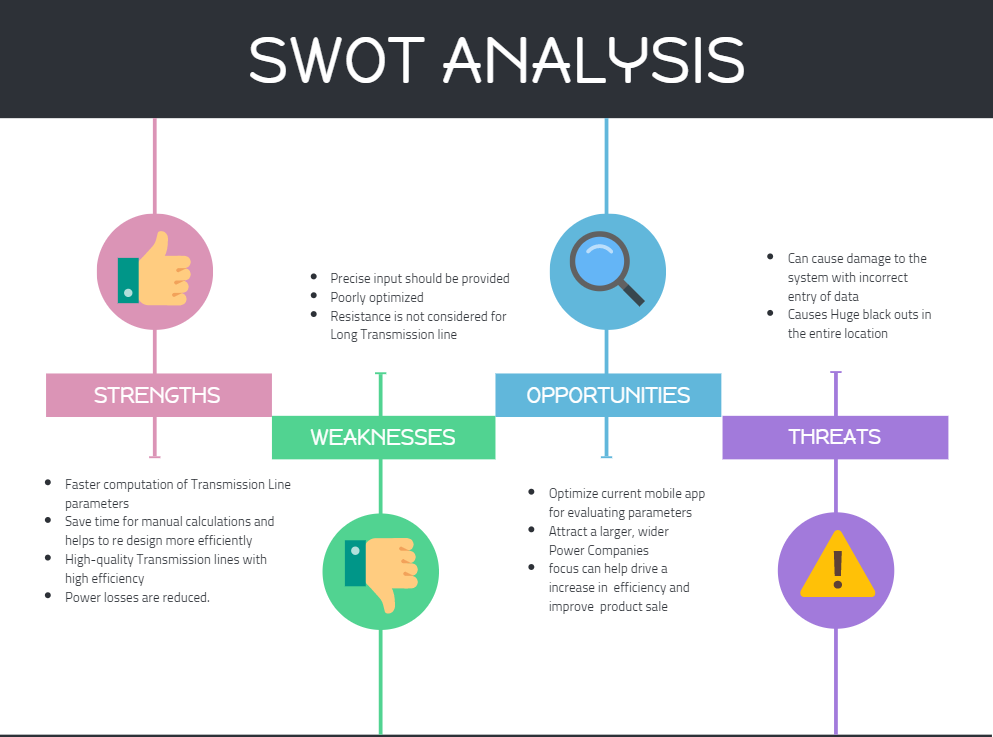 SWOT ANALYSIS
STRENGTHS
• Faster computation of Transmission Line
parameters
• Save time for manual calculations and
helps to re design more efficiently
• High-quality Transmission lines with
high efficiency
• Power losses are reduced.
• Precise input should be provided
• Poorly optimized
• Resistance is not considered for
Long Transmission line
WEAKNESSES
OPPORTUNITIES
• Optimize current mobile app
for evaluating parameters
• Attract a larger, wider
Power Companies
• focus can help drive a
increase in  efficiency and
improve  product sale
• Can cause damage to the
system with incorrect
entry of data
• Causes Huge black outs in
the entire location
THREATS